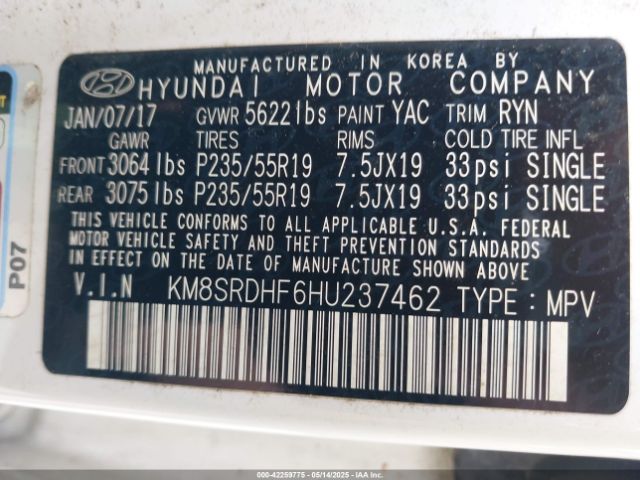 MANUFACTURED IN KOREA BY
HYUNDAI MOTOR COMPANY
JAN/07/17 GVWR 5622lbs PAINT YAC TRIM RYN
GAWR TIRES RIMS COLD TIRE INFL
FRONT 3064lbs P235/55R19 7.5JX19 33psi SINGLE
REAR 3075lbs P235/55R19 7.5JX19 33psi SINGLE
THIS VEHICLE CONFORMS TO ALL APPLICABLE U.S.A. FEDERAL
MOTOR VEHICLE SAFETY AND THEFT PREVENTION STANDARDS
IN EFFECT ON THE DATE OF MANUFACTURE SHOWN ABOVE
V.I.N KM8SRDHF6HU237462 TYPE : MPV
P07
000-42259775 - 05/14/2025 - IAAI, Inc.